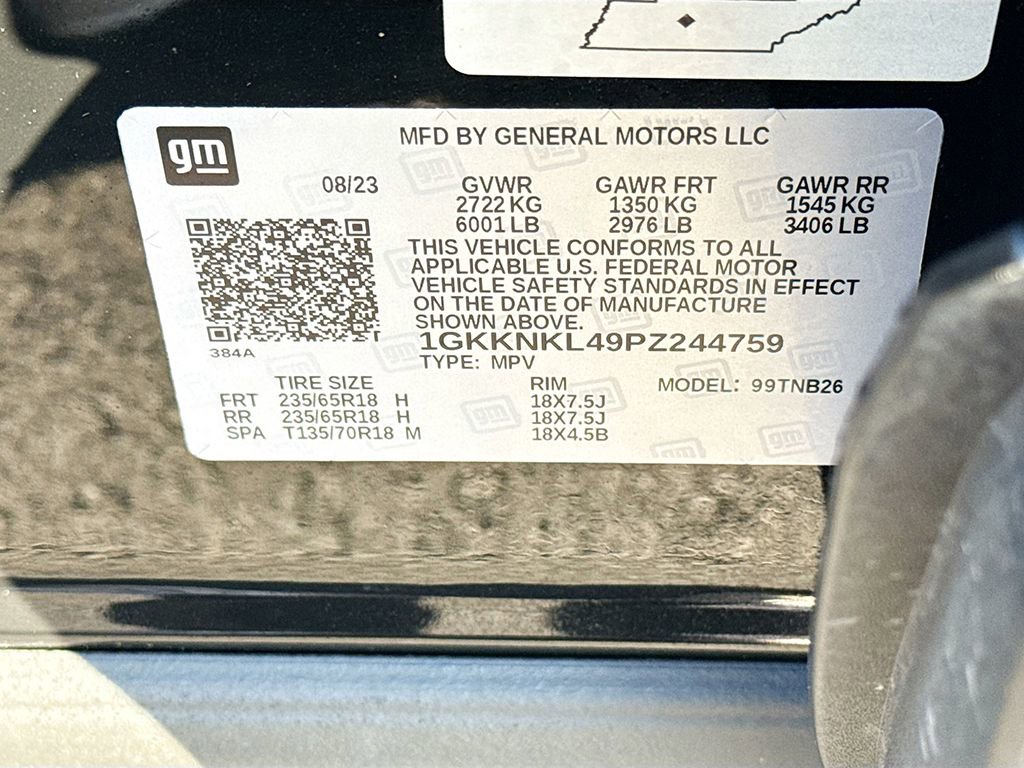 gm
MFD BY GENERAL MOTORS LLC
08/23 GVWR GAWR FRT GAWR RR
2722 KG 1350 KG 1545 KG
6001 LB 2976 LB 3406 LB
THIS VEHICLE CONFORMS TO ALL
APPLICABLE U.S. FEDERAL MOTOR
VEHICLE SAFETY STANDARDS IN EFFECT
ON THE DATE OF MANUFACTURE
SHOWN ABOVE.
1GKKNKL49PZ244759
384A
TYPE: MPV
TIRE SIZE RIM MODEL: 99TNB26
FRT 235/65R18 H 18X7.5J
RR 235/65R18 H 18X7.5J
SPA T135/70R18 M 18X4.5B